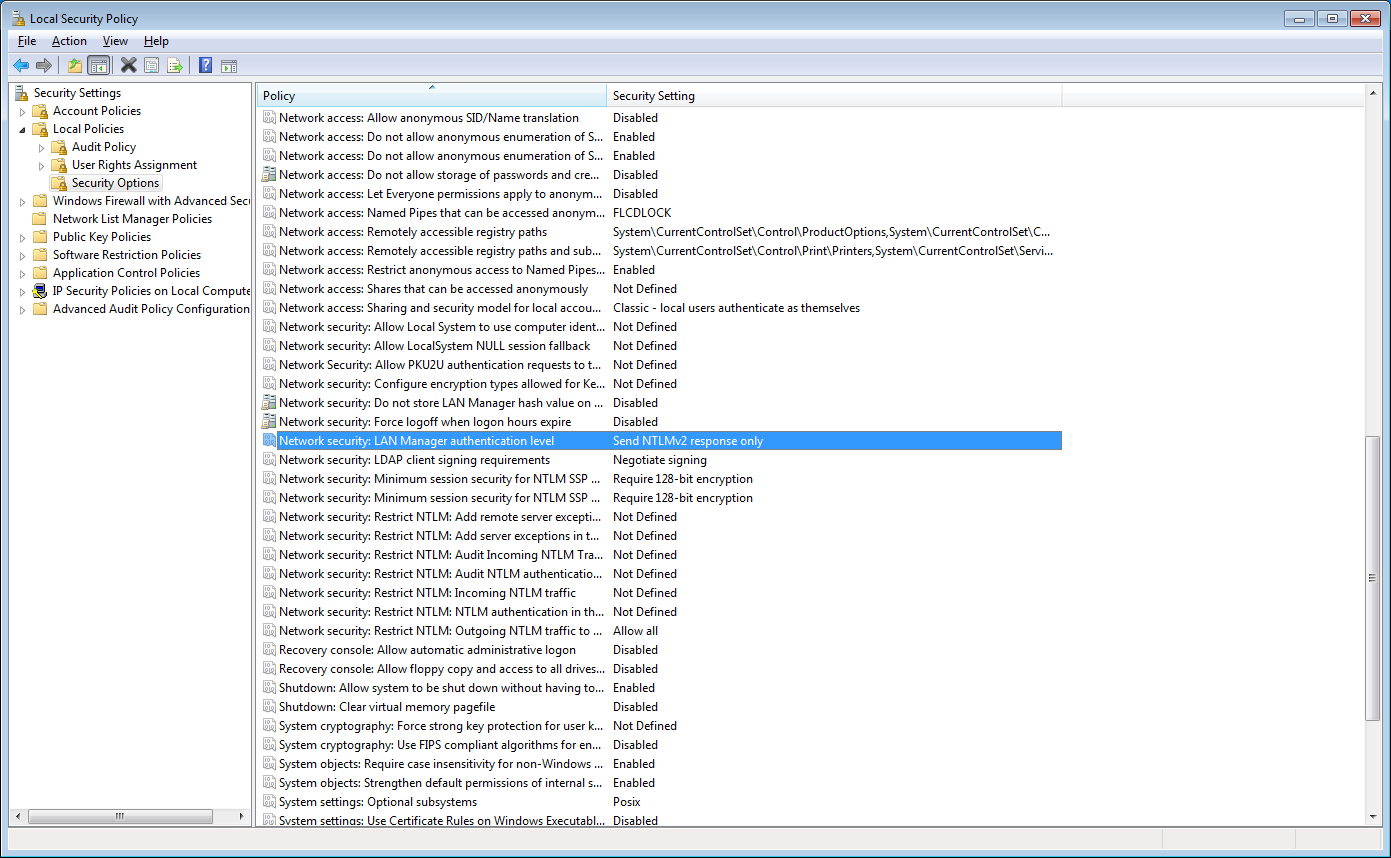 Local Security Policy
File Action View Help
Security Settings
Account Policies
Local Policies
Audit Policy
User Rights Assignment
Security Options
Windows Firewall with Advanced Secu
Network List Manager Policies
Public Key Policies
Software Restriction Policies
Application Control Policies
IP Security Policies on Local Compute
Advanced Audit Policy Configuration
Policy Security Setting
Network access: Allow anonymous SID/Name translation Disabled
Network access: Do not allow anonymous enumeration of S... Enabled
Network access: Do not allow anonymous enumeration of S... Enabled
Network access: Do not allow storage of passwords and cre... Disabled
Network access: Let Everyone permissions apply to anonym... Disabled
Network access: Named Pipes that can be accessed anonym... FLCDLOCK
Network access: Remotely accessible registry paths System\CurrentControlSet\Control\ProductOptions,System\CurrentControlSet\C...
Network access: Remotely accessible registry paths and sub... System\CurrentControlSet\Control\Print\Printers,System\CurrentControlSet\Servi...
Network access: Restrict anonymous access to Named Pipes... Enabled
Network access: Shares that can be accessed anonymously Not Defined
Network access: Sharing and security model for local accou... Classic - local users authenticate as themselves
Network security: Allow Local System to use computer ident... Not Defined
Network security: Allow LocalSystem NULL session fallback Not Defined
Network Security: Allow PKU2U authentication requests to t... Not Defined
Network security: Configure encryption types allowed for Ke... Not Defined
Network security: Do not store LAN Manager hash value on ... Disabled
Network security: Force logoff when logon hours expire Disabled
Network security: LAN Manager authentication level Send NTLMv2 response only
Network security: LDAP client signing requirements Negotiate signing
Network security: Minimum session security for NTLM SSP ... Require 128-bit encryption
Network security: Minimum session security for NTLM SSP ... Require 128-bit encryption
Network security: Restrict NTLM: Add remote server excepti... Not Defined
Network security: Restrict NTLM: Add server exceptions in t... Not Defined
Network security: Restrict NTLM: Audit Incoming NTLM Tra... Not Defined
Network security: Restrict NTLM: Audit NTLM authenticatio... Not Defined
Network security: Restrict NTLM: Incoming NTLM traffic Not Defined
Network security: Restrict NTLM: NTLM authentication in th... Not Defined
Network security: Restrict NTLM: Outgoing NTLM traffic to ... Allow all
Recovery console: Allow automatic administrative logon Disabled
Recovery console: Allow floppy copy and access to all drives... Disabled
Shutdown: Allow system to be shut down without having to... Enabled
Shutdown: Clear virtual memory pagefile Disabled
System cryptography: Force strong key protection for user k... Not Defined
System cryptography: Use FIPS compliant algorithms for en... Disabled
System objects: Require case insensitivity for non-Windows ... Enabled
System objects: Strengthen default permissions of internal s... Enabled
System settings: Optional subsystems Posix
System settings: Use Certificate Rules on Windows Executabl... Disabled